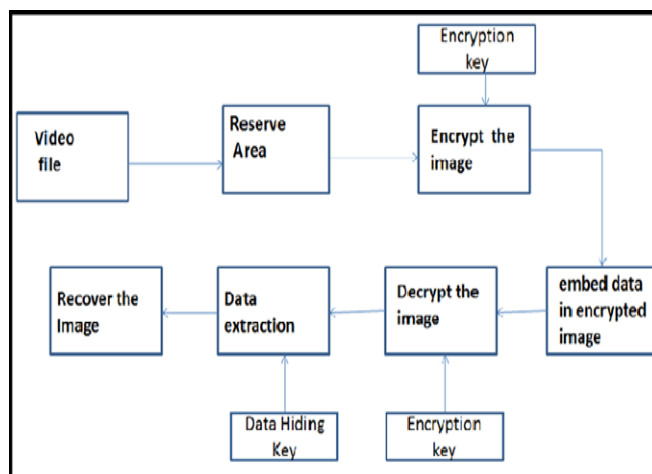 Encryption
key
Video
file
Reserve
Area
Encrypt the
image
Recover the
Image
Data
extraction
Decrypt the
image
embed data
in encrypted
image
Data Hiding
Key
Encryption
key